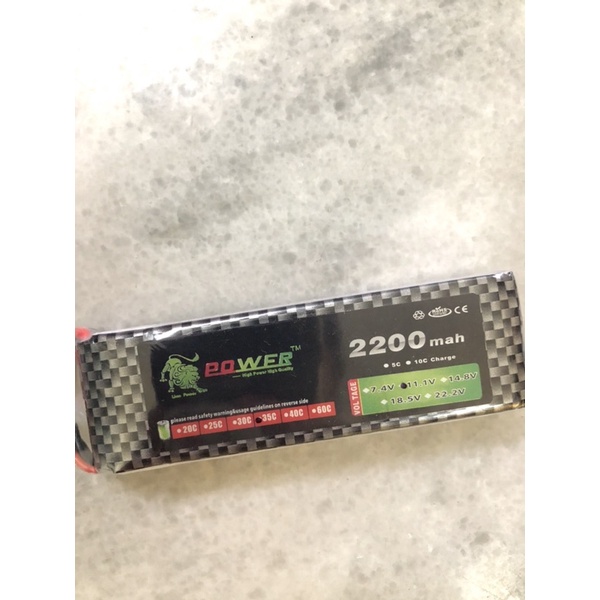 POWER™
High Power High Quality
Lion Power Lion
please read safety warning&usage guidelines on reverse side
20C 25C 30C 35C 40C 60C
RoHS CE
2200mah
5C 10C Charge
VOLTAGE
7.4V 11.1V 14.8V
18.5V 22.2V